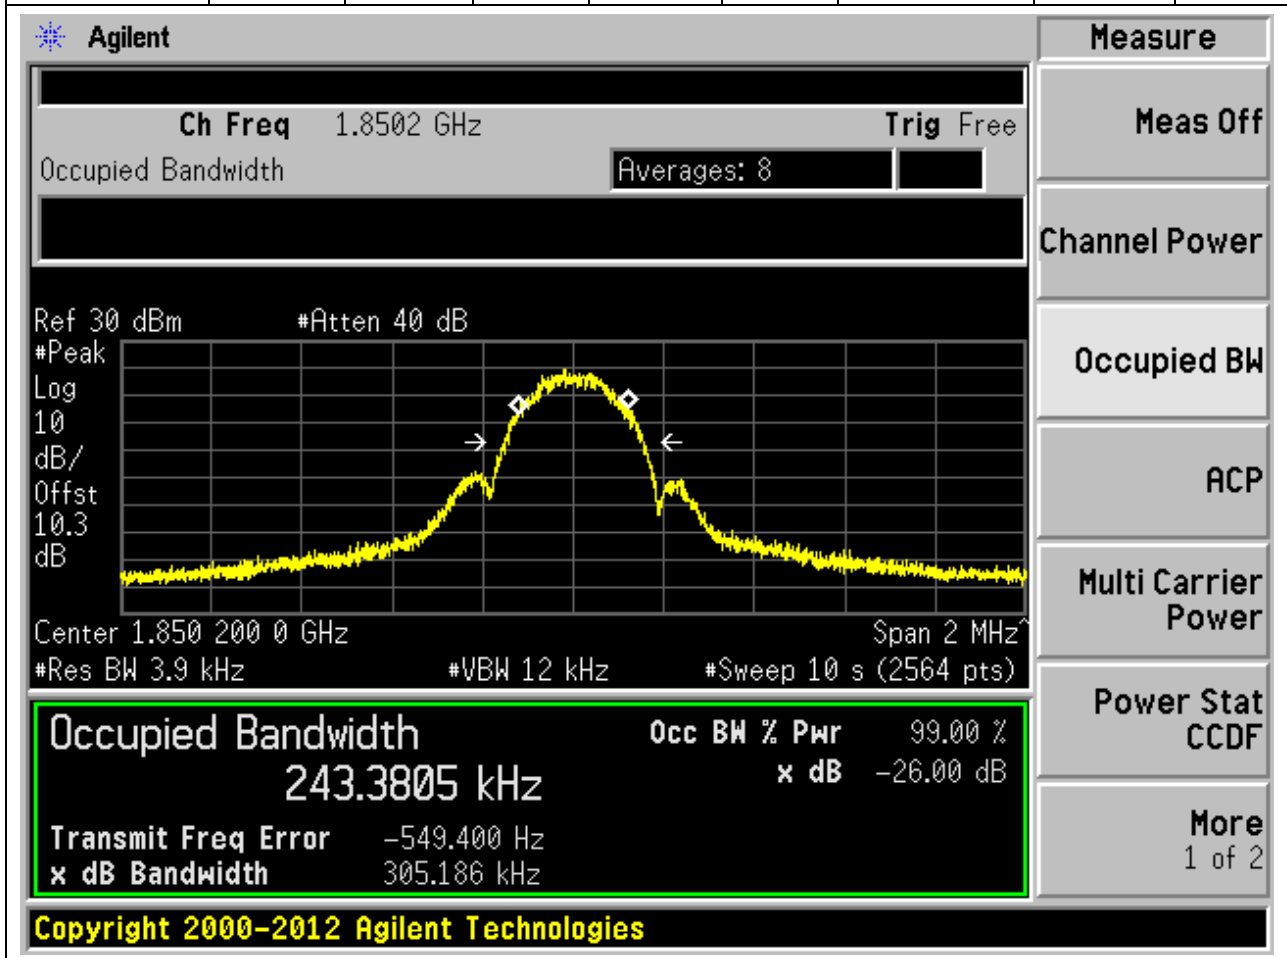 Agilent
Measure
Ch Freq 1.8502 GHz Trig Free
Meas Off
Occupied Bandwidth Averages: 8
Channel Power
Ref 30 dBm #Atten 40 dB
#Peak
Log
10
dB/
Offst
10.3
dB
Occupied BW
ACP
Center 1.850 200 0 GHz Span 2 MHz^
#Res BW 3.9 kHz #VBW 12 kHz #Sweep 10 s (2564 pts)
Multi Carrier
Power
Occupied Bandwidth Occ BW % Pwr 99.00 %
243.3805 kHz x dB -26.00 dB
Transmit Freq Error -549.400 Hz
x dB Bandwidth 305.186 kHz
Power Stat
CCDF
More
1 of 2
Copyright 2000-2012 Agilent Technologies